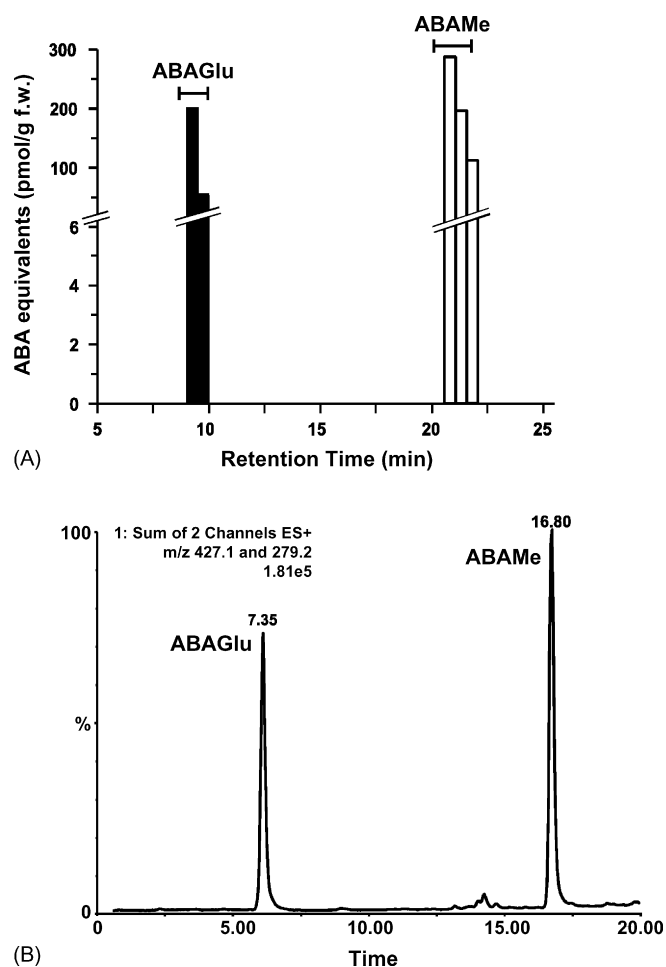 ABAMe
ABAGlu
300
200
100
6
4
2
0
ABA equivalents (pmol/g f.w.)
5 10 15 20 25
Retention Time (min)
(A)
1: Sum of 2 Channels ES+
m/z 427.1 and 279.2
1.81e5
16.80
ABAMe
7.35
ABAGlu
100
%
0
0 5.00 10.00 15.00 20.00
Time
(B)